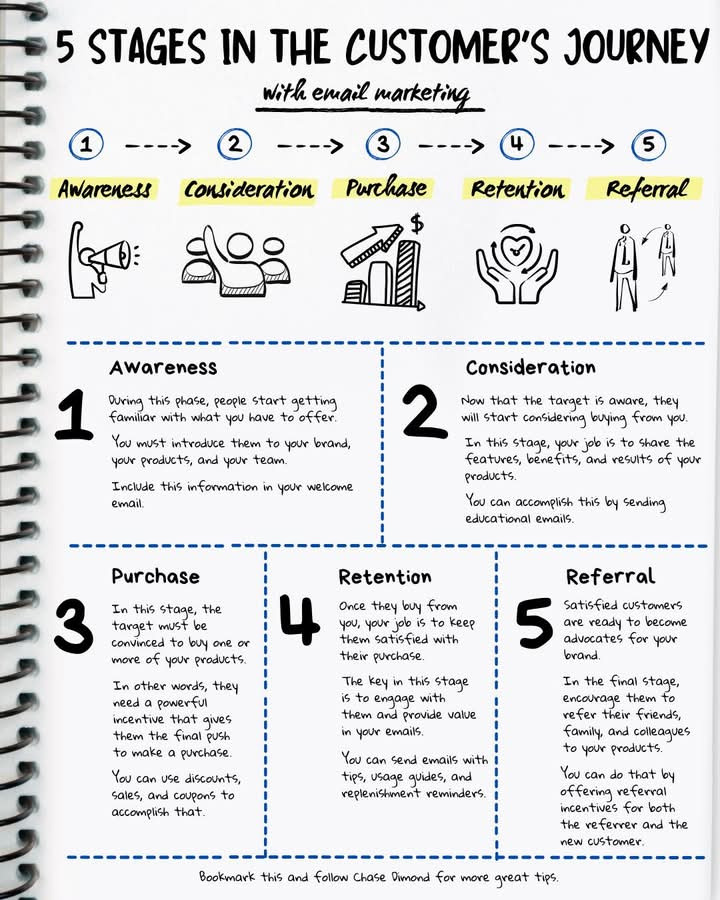 5 STAGES IN THE CUSTOMER'S JOURNEY
with email marketing
1 2 3 4 5
Awareness Consideration Purchase Retention Referral
$
Awareness
1
During this phase, people start getting
familiar with what you have to offer.
You must introduce them to your brand,
your products, and your team.
Include this information in your welcome
email.
Consideration
2
Now that the target is aware, they
will start considering buying from you.
In this stage, your job is to share the
features, benefits, and results of your
products.
You can accomplish this by sending
educational emails.
Purchase
3
In this stage, the
target must be
convinced to buy one or
more of your products.
In other words, they
need a powerful
incentive that gives
them the final push
to make a purchase.
You can use discounts,
sales, and coupons to
accomplish that.
Retention
4
Once they buy from
you, your job is to keep
them satisfied with
their purchase.
The key in this stage
is to engage with
them and provide value
in your emails.
You can send emails with
tips, usage guides, and
replenishment reminders.
Referral
5
Satisfied customers
are ready to become
advocates for your
brand.
In the final stage,
encourage them to
refer their friends,
family, and colleagues
to your products.
You can do that by
offering referral
incentives for both
the referrer and the
new customer.
Bookmark this and follow Chase Dimond for more great tips.